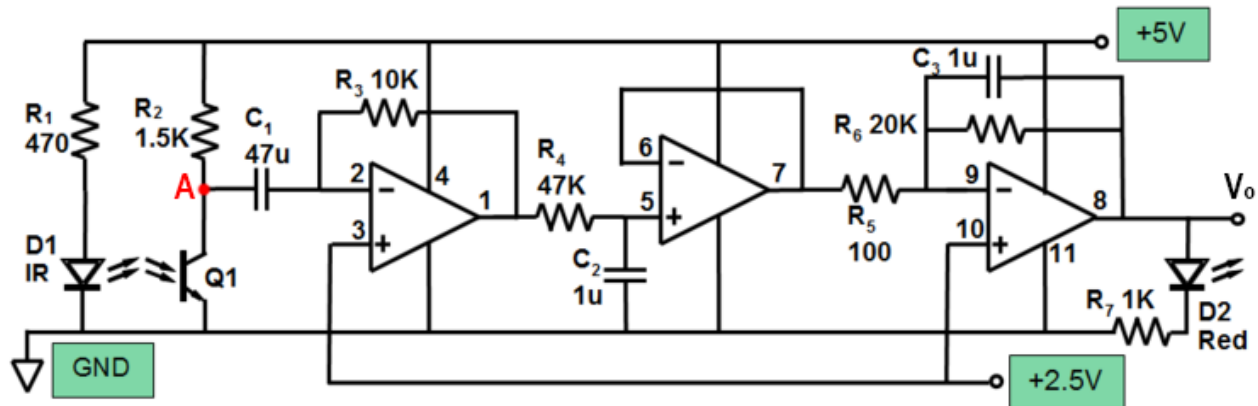 +5V
R1
470
R2
1.5K
C1
47u
R3 10K
R4
47K
C2
1u
C3 1u
R6 20K
R5
100
R7 1K
A
D1
IR
Q1
2
3
4
1
6
5
7
9
10
8
11
Vo
D2
Red
GND
+2.5V